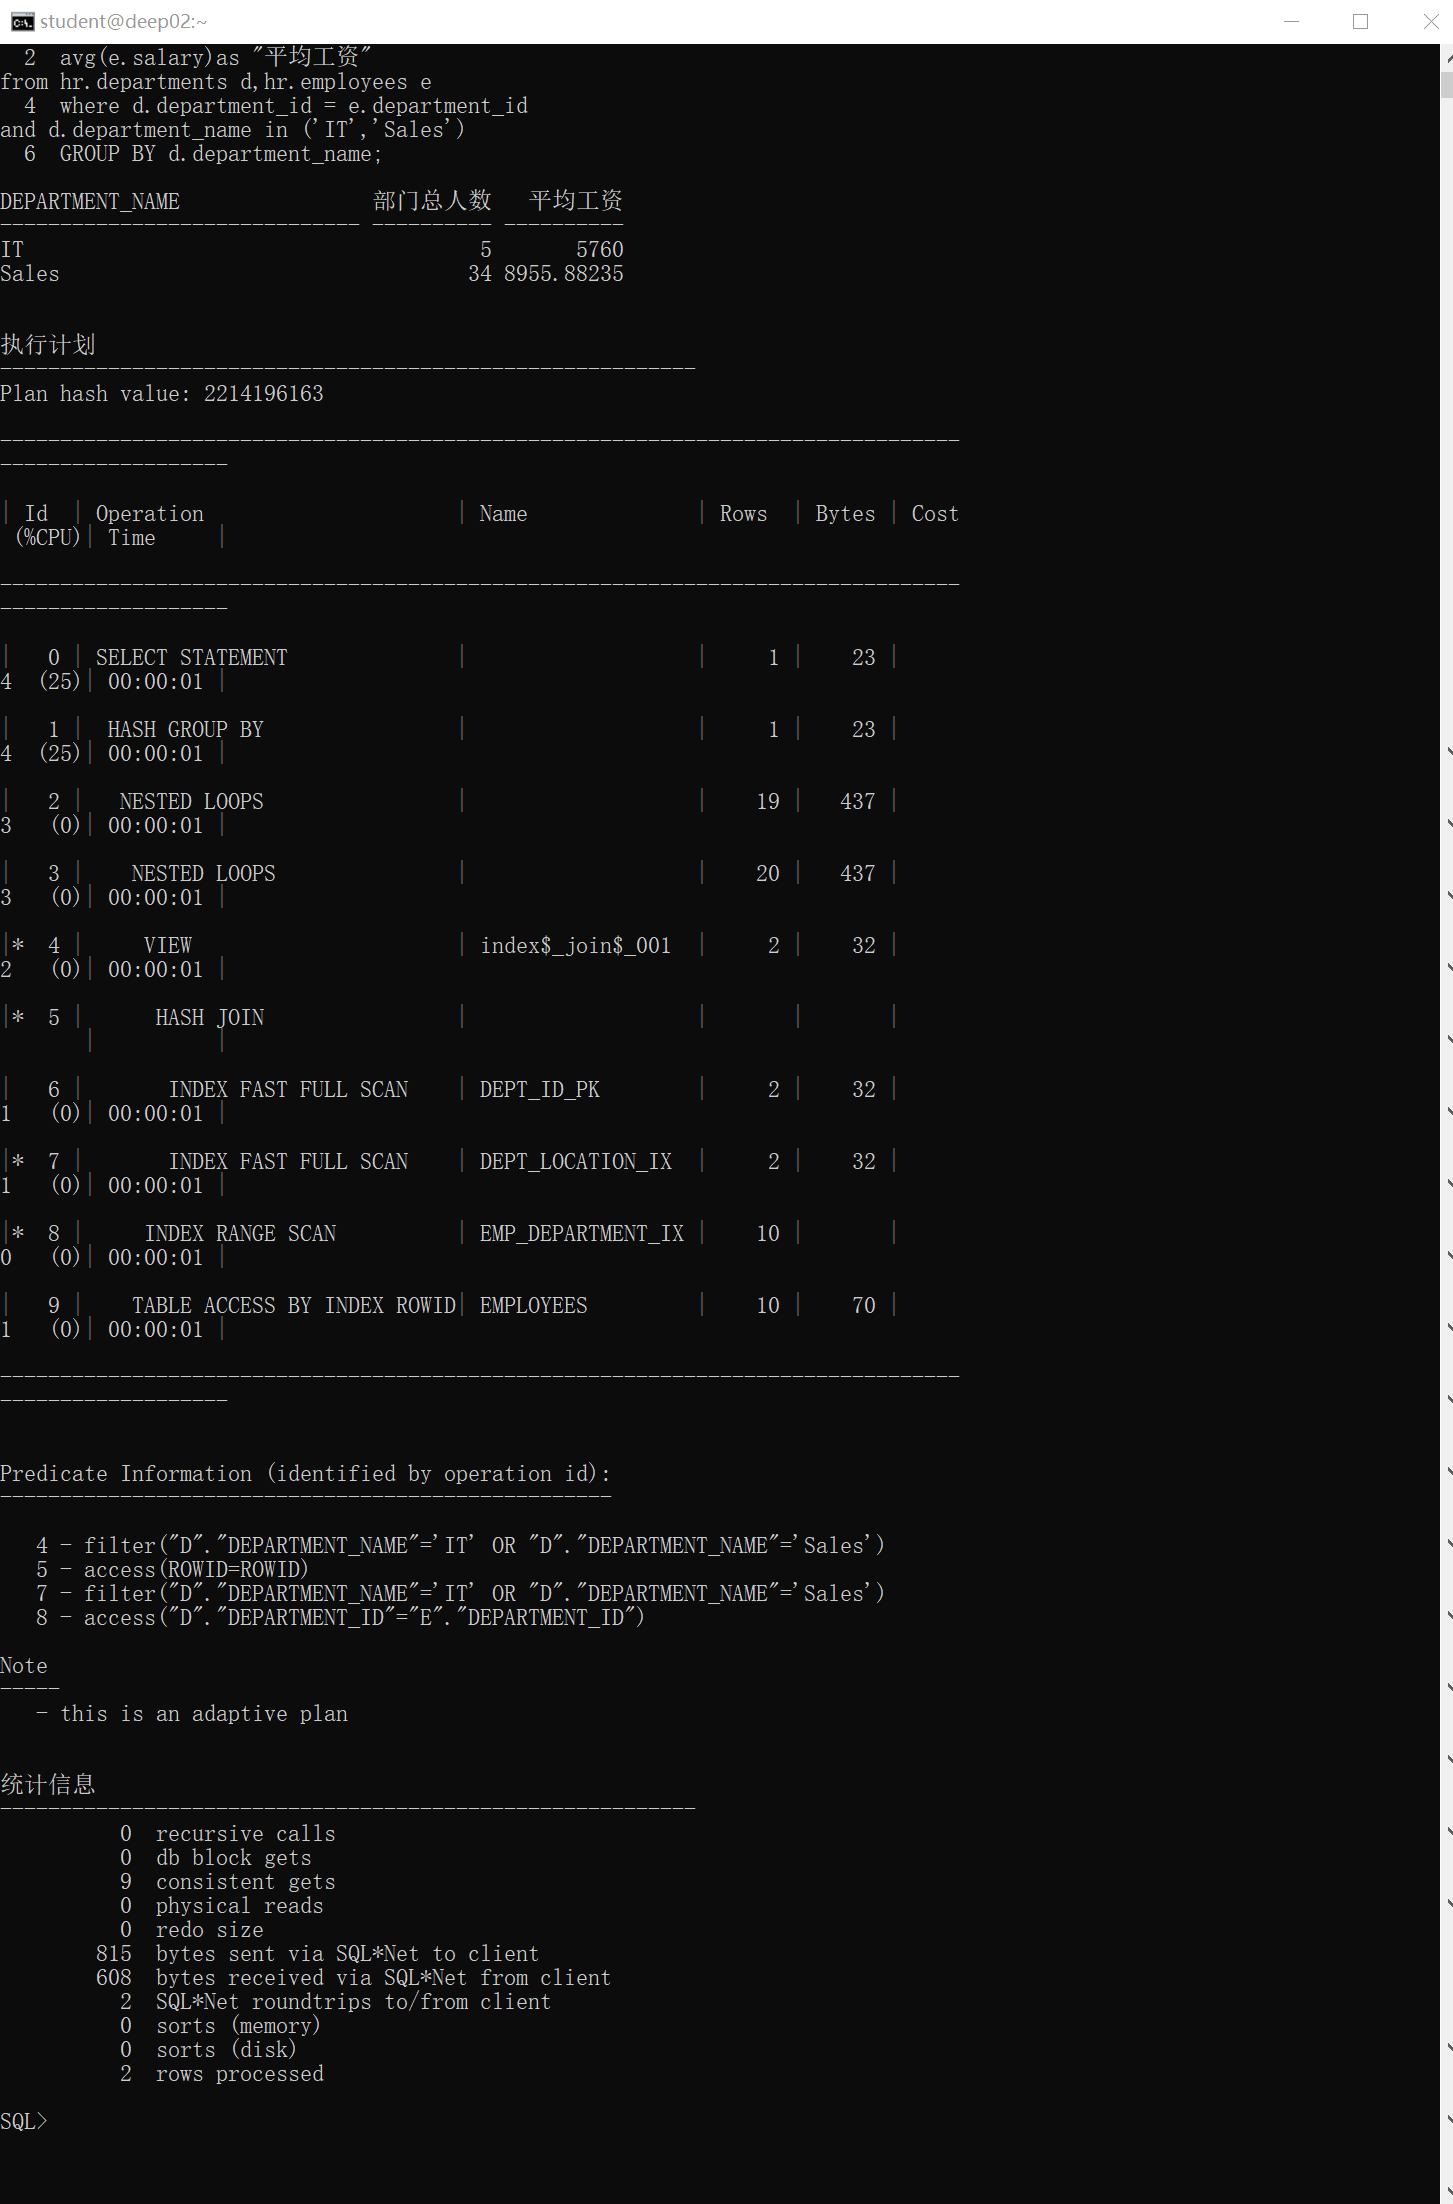 student@deep02:~
  2  avg(e.salary)as "平均工资"
from hr.departments d,hr.employees e
  4  where d.department_id = e.department_id
and d.department_name in ('IT','Sales')
  6  GROUP BY d.department_name;
DEPARTMENT_NAME                部门总人数   平均工资
------------------------------ ---------- ----------
IT                                      5       5760
Sales                                  34 8955.88235
执行计划
----------------------------------------------------------
Plan hash value: 2214196163
--------------------------------------------------------------------------------
-------------------
| Id  | Operation                     | Name              | Rows  | Bytes | Cost
 (%CPU)| Time     |
--------------------------------------------------------------------------------
-------------------
|   0 | SELECT STATEMENT              |                   |     1 |    23 |
4  (25)| 00:00:01 |
|   1 |  HASH GROUP BY                |                   |     1 |    23 |
4  (25)| 00:00:01 |
|   2 |   NESTED LOOPS                |                   |    19 |   437 |
3   (0)| 00:00:01 |
|   3 |    NESTED LOOPS               |                   |    20 |   437 |
3   (0)| 00:00:01 |
|*  4 |     VIEW                      | index$_join$_001  |     2 |    32 |
2   (0)| 00:00:01 |
|*  5 |      HASH JOIN                |                   |       |       |
       |          |
|   6 |       INDEX FAST FULL SCAN    | DEPT_ID_PK        |     2 |    32 |
1   (0)| 00:00:01 |
|*  7 |       INDEX FAST FULL SCAN    | DEPT_LOCATION_IX  |     2 |    32 |
1   (0)| 00:00:01 |
|*  8 |     INDEX RANGE SCAN          | EMP_DEPARTMENT_IX |    10 |       |
0   (0)| 00:00:01 |
|   9 |    TABLE ACCESS BY INDEX ROWID| EMPLOYEES         |    10 |    70 |
1   (0)| 00:00:01 |
--------------------------------------------------------------------------------
-------------------
Predicate Information (identified by operation id):
---------------------------------------------------
   4 - filter("D"."DEPARTMENT_NAME"='IT' OR "D"."DEPARTMENT_NAME"='Sales')
   5 - access(ROWID=ROWID)
   7 - filter("D"."DEPARTMENT_NAME"='IT' OR "D"."DEPARTMENT_NAME"='Sales')
   8 - access("D"."DEPARTMENT_ID"="E"."DEPARTMENT_ID")
Note
-----
   - this is an adaptive plan
统计信息
----------------------------------------------------------
          0  recursive calls
          0  db block gets
          9  consistent gets
          0  physical reads
          0  redo size
        815  bytes sent via SQL*Net to client
        608  bytes received via SQL*Net from client
          2  SQL*Net roundtrips to/from client
          0  sorts (memory)
          0  sorts (disk)
          2  rows processed
SQL>